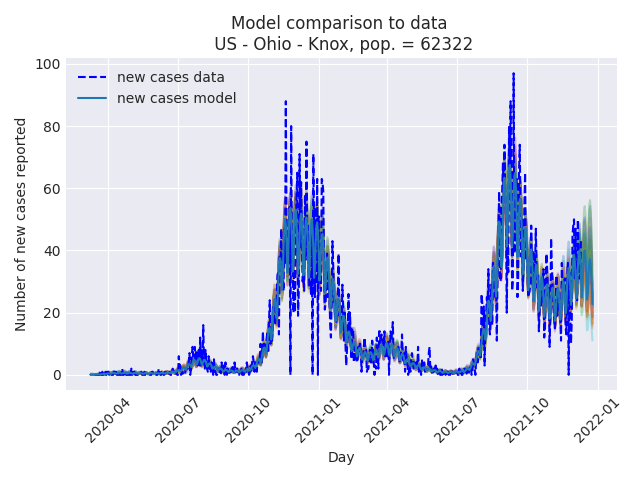 Model comparison to data
US - Ohio - Knox, pop. = 62322
new cases data
new cases model
Number of new cases reported
100
80
60
40
20
0
2020-04
2020-07
2020-10
2021-01
2021-04
2021-07
2021-10
2022-01
Day